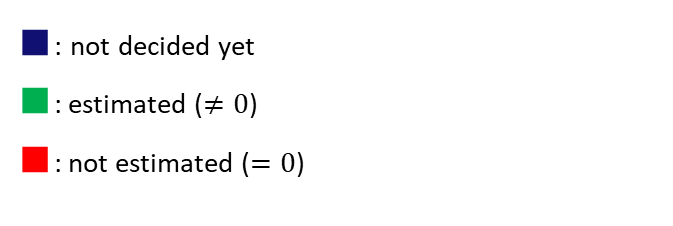 : not decided yet
: estimated (≠ 0)
: not estimated (= 0)